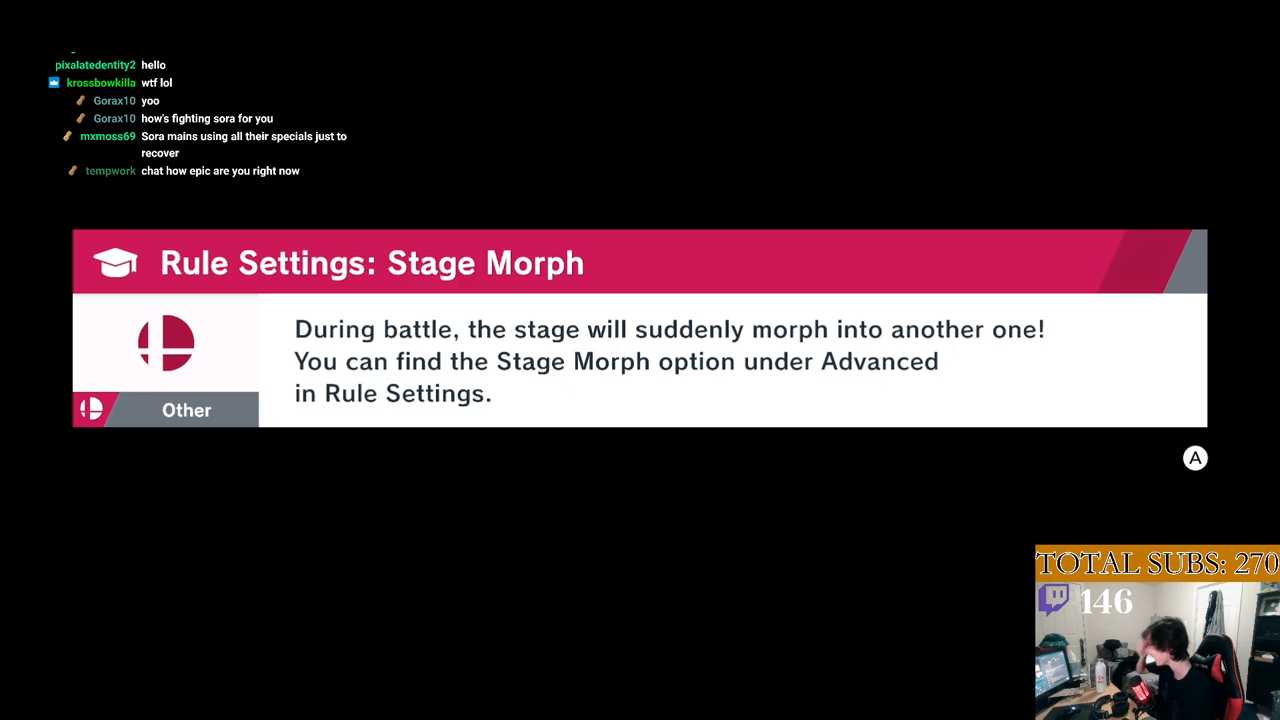 pixalatedentity2 hello
krossbowkilla wtf lol
Gorax10 yoo
Gorax10 how's fighting sora for you
mxmoss69 Sora mains using all their specials just to
recover
tempwork chat how epic are you right now
Rule Settings: Stage Morph
During battle, the stage will suddenly morph into another one!
You can find the Stage Morph option under Advanced
in Rule Settings.
Other
A
TOTAL SUBS: 270
146